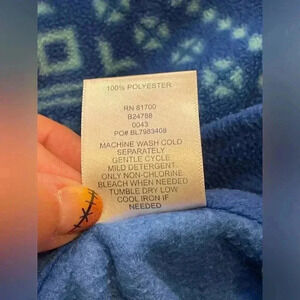 100% POLYESTER
RN 81700
B24788
0043
PO# BL7983408
MACHINE WASH COLD
SEPARATELY
GENTLE CYCLE
MILD DETERGENT.
ONLY NON-CHLORINE
BLEACH WHEN NEEDED
TUMBLE DRY LOW
COOL IRON IF
NEEDED